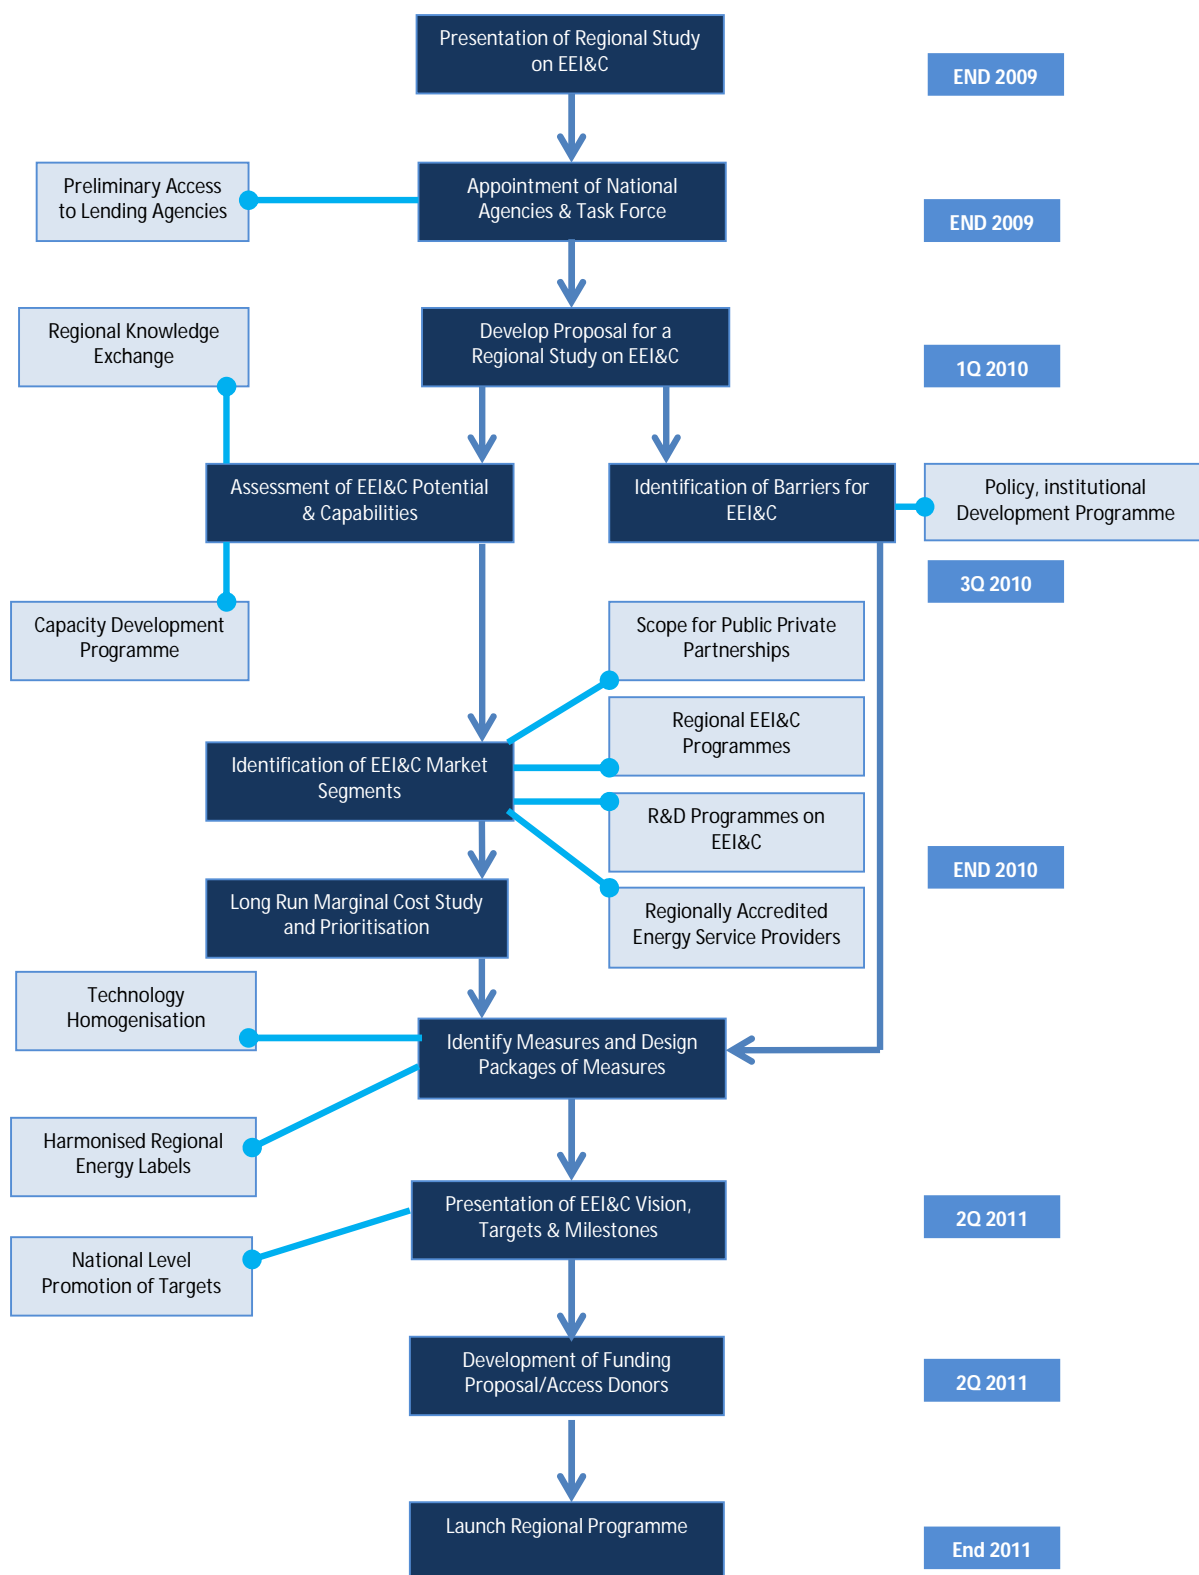 Presentation of Regional Study
on EEI&C
END 2009
Preliminary Access
to Lending Agencies
Appointment of National
Agencies & Task Force
END 2009
Regional Knowledge
Exchange
Develop Proposal for a
Regional Study on EEI&C
1Q 2010
Assessment of EEI&C Potential
& Capabilities
Identification of Barriers for
EEI&C
Policy, institutional
Development Programme
3Q 2010
Capacity Development
Programme
Scope for Public Private
Partnerships
Regional EEI&C
Programmes
Identification of EEI&C Market
Segments
R&D Programmes on
EEI&C
END 2010
Long Run Marginal Cost Study
and Prioritisation
Regionally Accredited
Energy Service Providers
Technology
Homogenisation
Identify Measures and Design
Packages of Measures
Harmonised Regional
Energy Labels
Presentation of EEI&C Vision,
Targets & Milestones
2Q 2011
National Level
Promotion of Targets
Development of Funding
Proposal/Access Donors
2Q 2011
Launch Regional Programme
End 2011